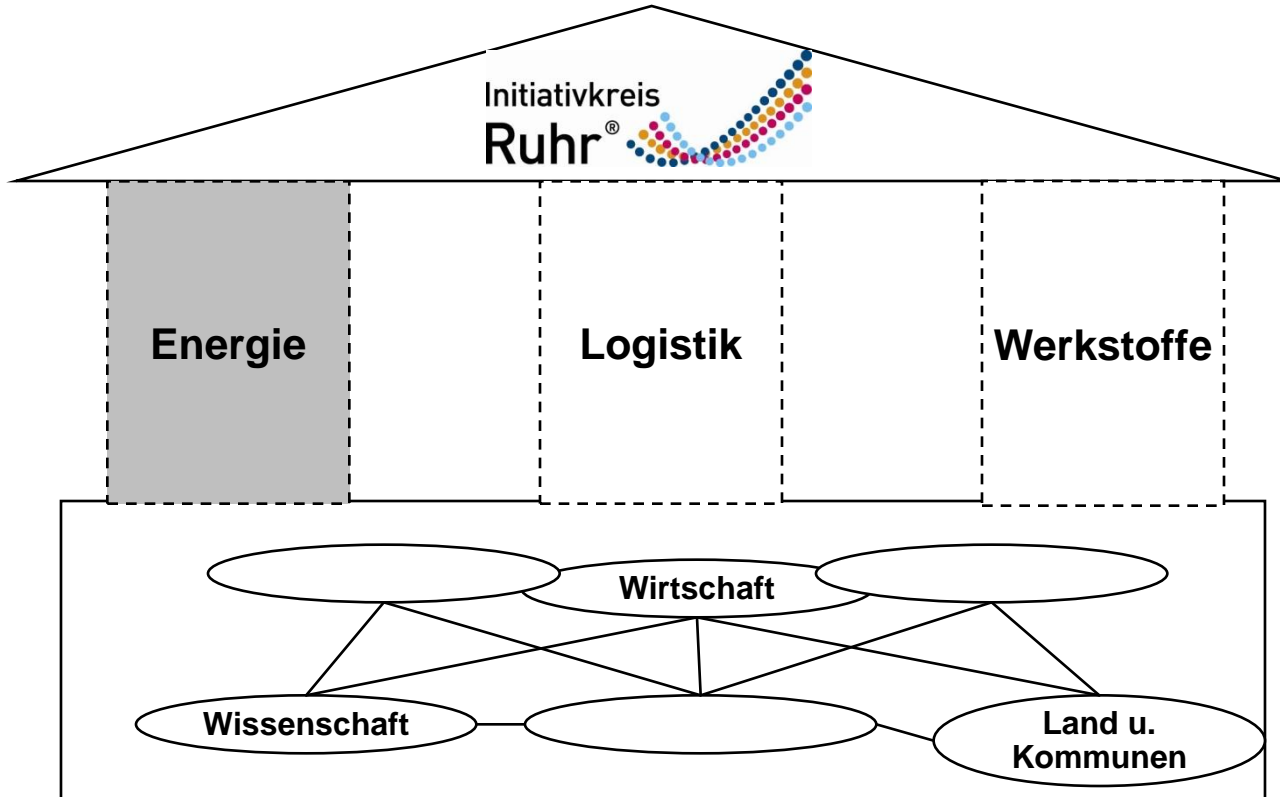 Initiativkreis
Ruhr®
Energie
Logistik
Werkstoffe
Wirtschaft
Wissenschaft
Land u.
Kommunen